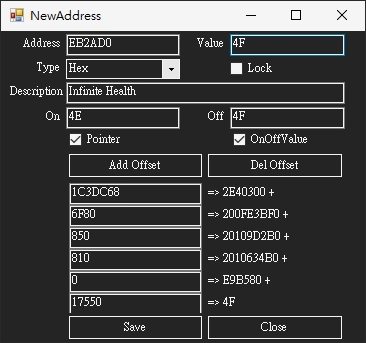 NewAddress
Address EB2AD0 Value 4F
Type Hex Lock
Description Infinite Health
On 4E Off 4F
Pointer OnOffValue
Add Offset Del Offset
1C3DC68 => 2E40300 +
6F80 => 200FE3BF0 +
850 => 20109D2B0 +
810 => 2010634B0 +
0 => E9B580 +
17550 => 4F
Save Close